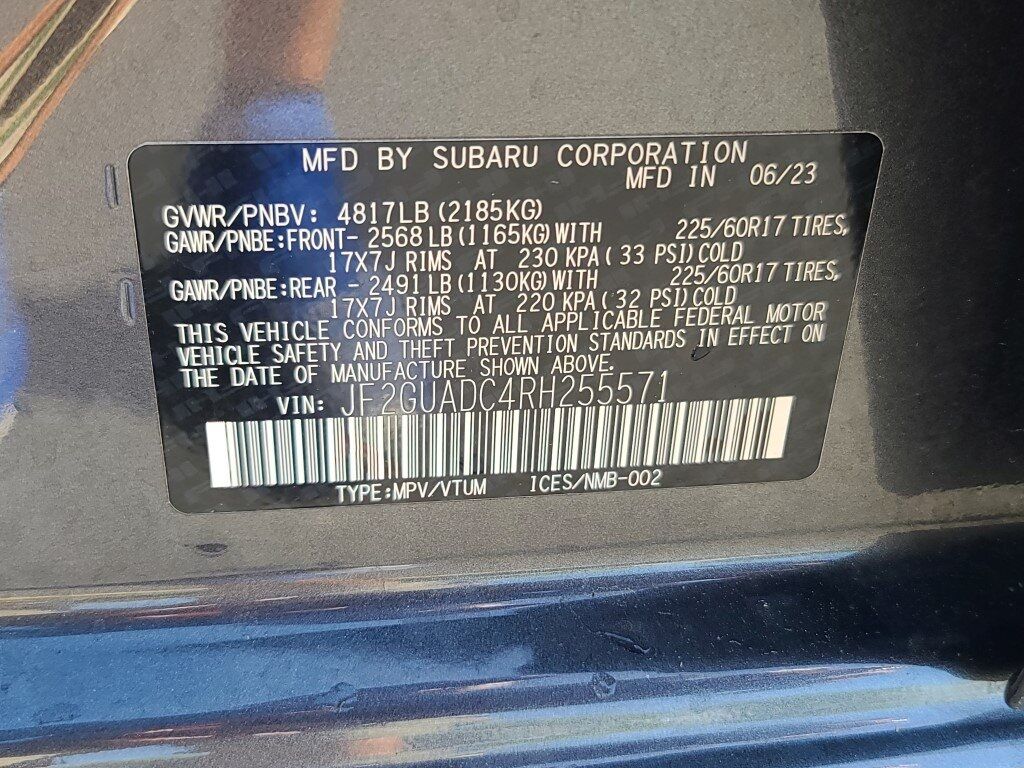 MFD BY SUBARU CORPORATION
MFD IN 06/23
GVWR/PNBV: 4817LB (2185KG)
GAWR/PNBE:FRONT- 2568 LB (1165KG) WITH 225/60R17 TIRES,
17X7J RIMS AT 230 KPA ( 33 PSI) COLD
GAWR/PNBE:REAR - 2491 LB (1130KG) WITH 225/60R17 TIRES,
17X7J RIMS AT 220 KPA ( 32 PSI) COLD
THIS VEHICLE CONFORMS TO ALL APPLICABLE FEDERAL MOTOR
VEHICLE SAFETY AND THEFT PREVENTION STANDARDS IN EFFECT ON
THE DATE OF MANUFACTURE SHOWN ABOVE.
VIN: JF2GUADC4RH255571
TYPE:MPV/VTUM ICES/NMB-002